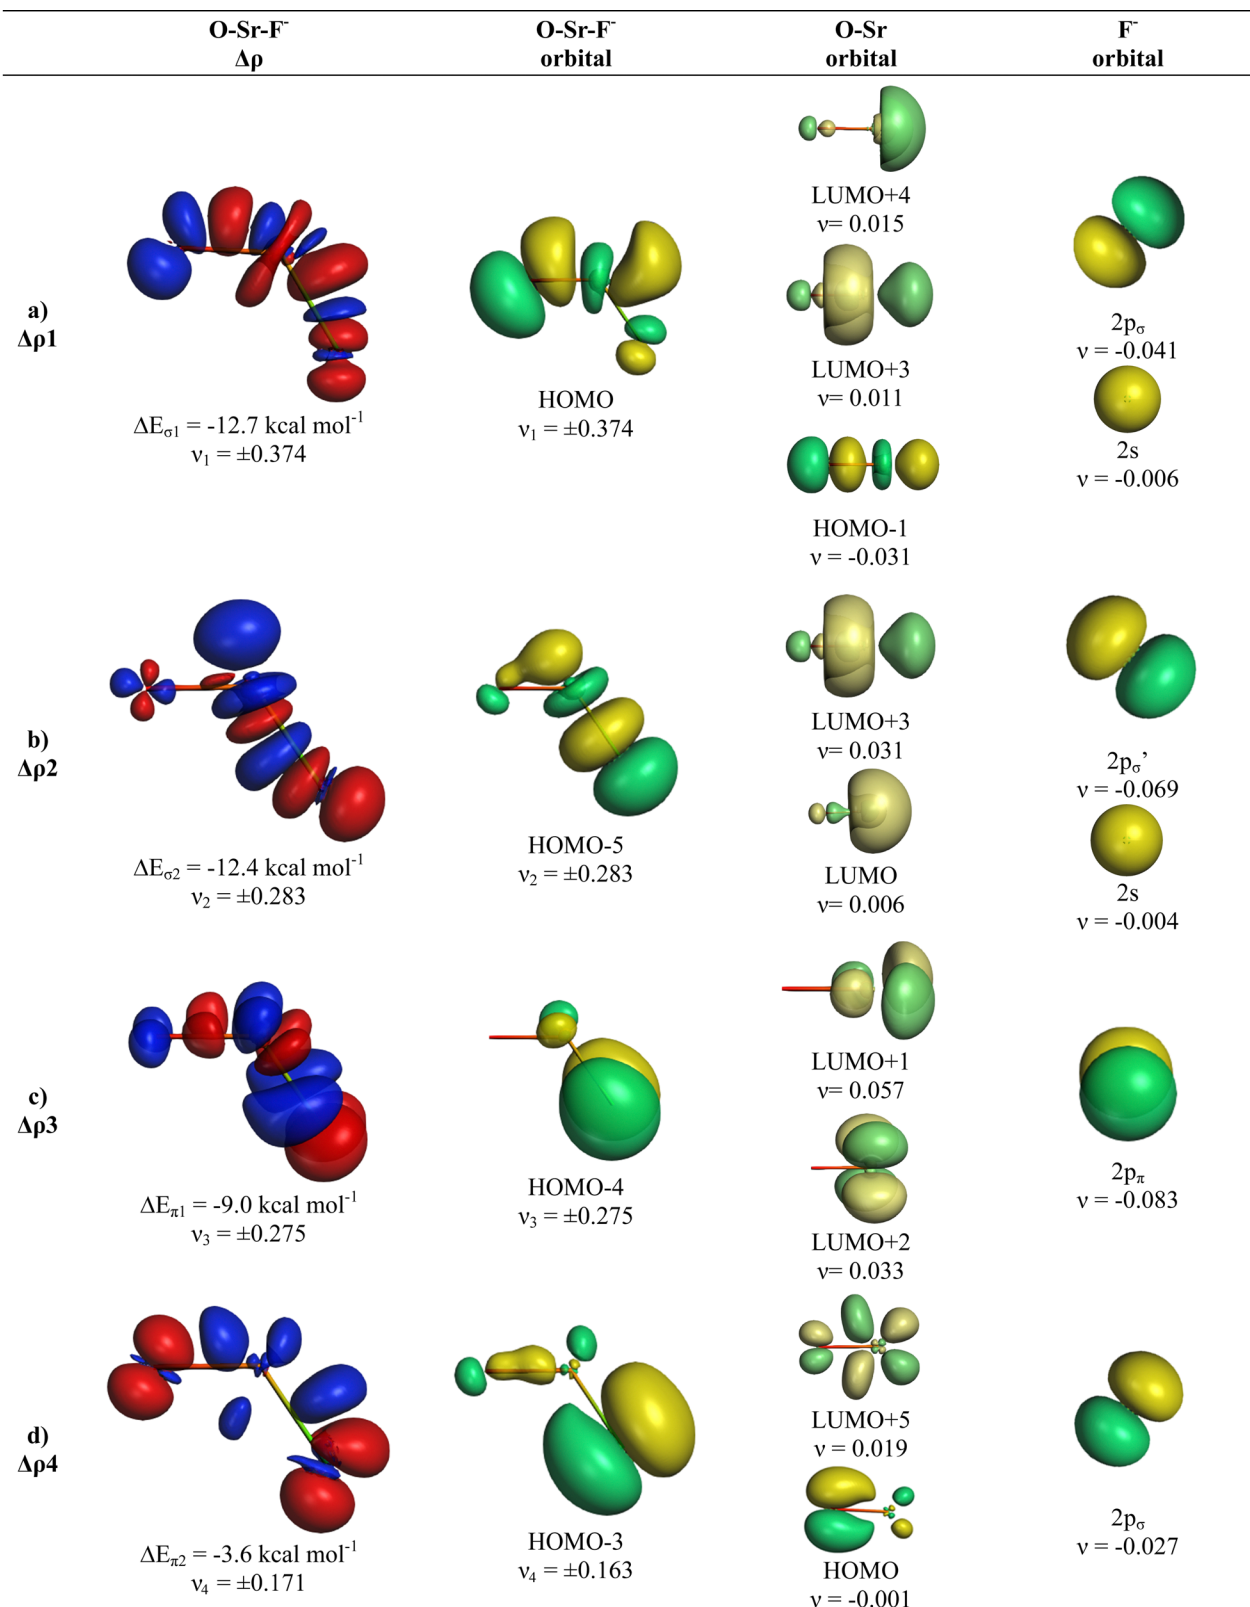 O-Sr-F⁻ O-Sr-F⁻ O-Sr F⁻
Δρ orbital orbital orbital
a)
Δρ1
ΔEσ1 = -12.7 kcal mol⁻¹
ν₁ = ±0.374
HOMO
ν₁ = ±0.374
LUMO+4
ν= 0.015
LUMO+3
ν= 0.011
HOMO-1
ν = -0.031
2pσ
ν = -0.041
2s
ν = -0.006
b)
Δρ2
ΔEσ2 = -12.4 kcal mol⁻¹
ν₂ = ±0.283
HOMO-5
ν₂ = ±0.283
LUMO+3
ν= 0.031
LUMO
ν= 0.006
2pσ’
ν = -0.069
2s
ν = -0.004
c)
Δρ3
ΔEπ1 = -9.0 kcal mol⁻¹
ν₃ = ±0.275
HOMO-4
ν₃ = ±0.275
LUMO+1
ν= 0.057
LUMO+2
ν= 0.033
2pπ
ν = -0.083
d)
Δρ4
ΔEπ2 = -3.6 kcal mol⁻¹
ν₄ = ±0.171
HOMO-3
ν₄ = ±0.163
LUMO+5
ν = 0.019
HOMO
ν = -0.001
2pσ
ν = -0.027